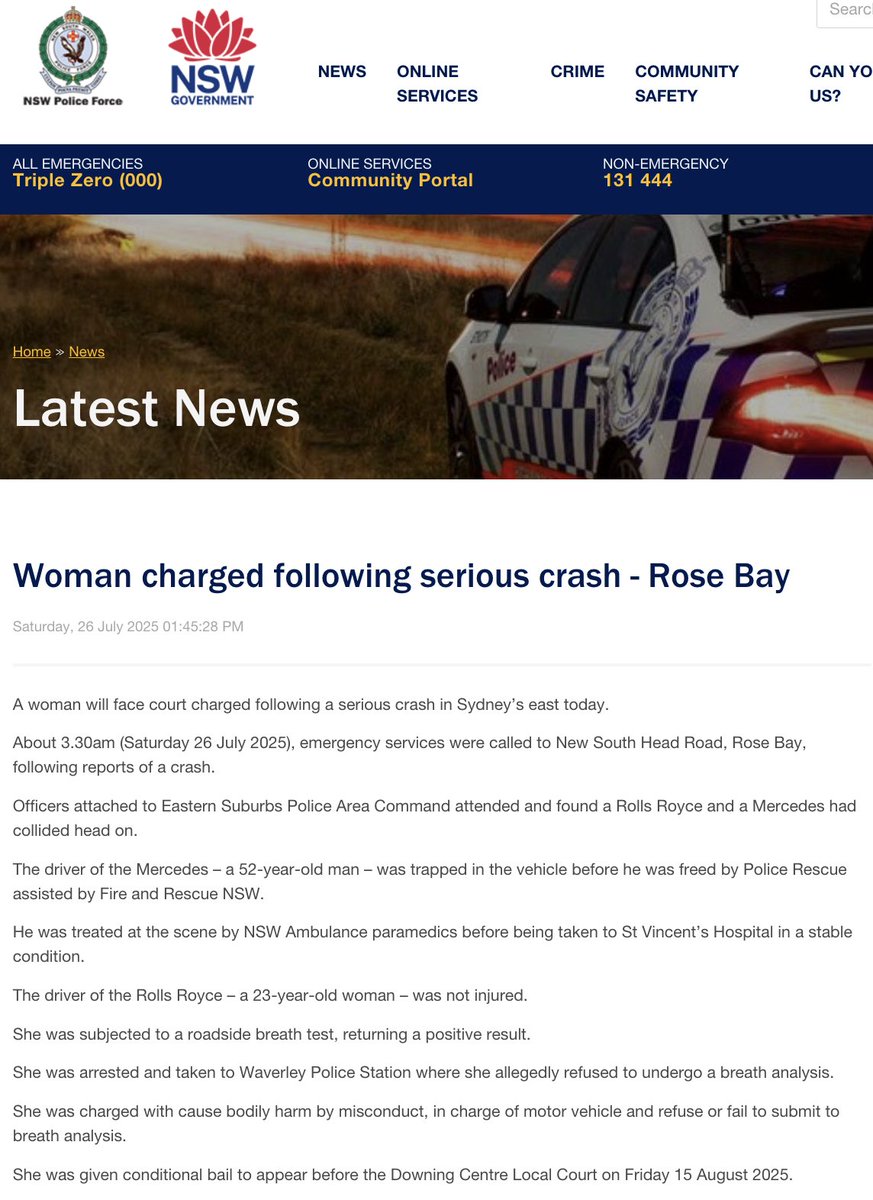 Search
NSW Police Force
NSW
GOVERNMENT
NEWS
ONLINE
SERVICES
CRIME
COMMUNITY
SAFETY
CAN YO
US?
ALL EMERGENCIES
Triple Zero (000)
ONLINE SERVICES
Community Portal
NON-EMERGENCY
131 444
Police
Home » News
Latest News
Woman charged following serious crash - Rose Bay
Saturday, 26 July 2025 01:45:28 PM
A woman will face court charged following a serious crash in Sydney’s east today.
About 3.30am (Saturday 26 July 2025), emergency services were called to New South Head Road, Rose Bay,
following reports of a crash.
Officers attached to Eastern Suburbs Police Area Command attended and found a Rolls Royce and a Mercedes had
collided head on.
The driver of the Mercedes – a 52-year-old man – was trapped in the vehicle before he was freed by Police Rescue
assisted by Fire and Rescue NSW.
He was treated at the scene by NSW Ambulance paramedics before being taken to St Vincent’s Hospital in a stable
condition.
The driver of the Rolls Royce – a 23-year-old woman – was not injured.
She was subjected to a roadside breath test, returning a positive result.
She was arrested and taken to Waverley Police Station where she allegedly refused to undergo a breath analysis.
She was charged with cause bodily harm by misconduct, in charge of motor vehicle and refuse or fail to submit to
breath analysis.
She was given conditional bail to appear before the Downing Centre Local Court on Friday 15 August 2025.